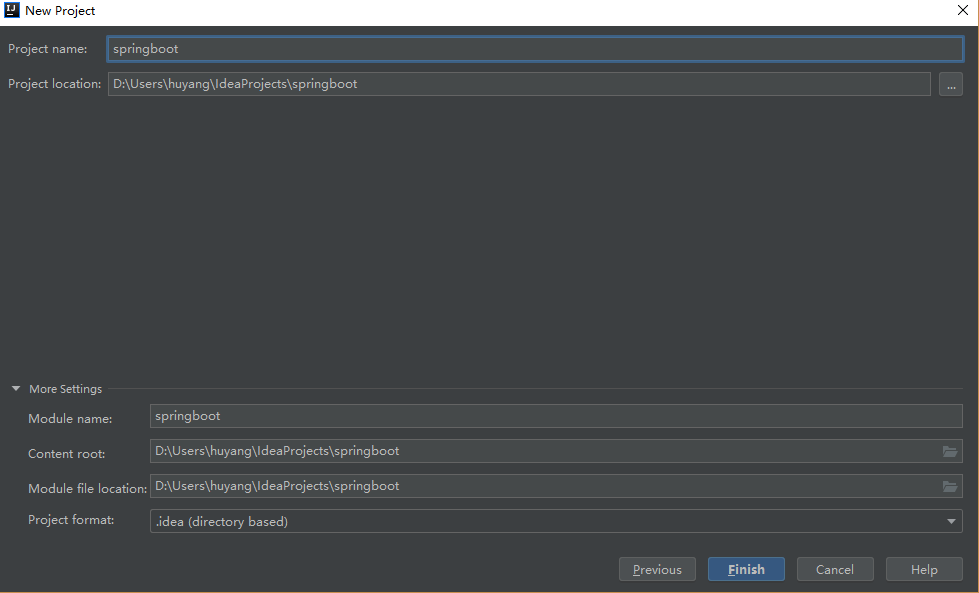 New Project
Project name: springboot
Project location: D:\Users\huyang\IdeaProjects\springboot ...
More Settings
Module name: springboot
Content root: D:\Users\huyang\IdeaProjects\springboot
Module file location: D:\Users\huyang\IdeaProjects\springboot
Project format: .idea (directory based)
Previous Finish Cancel Help